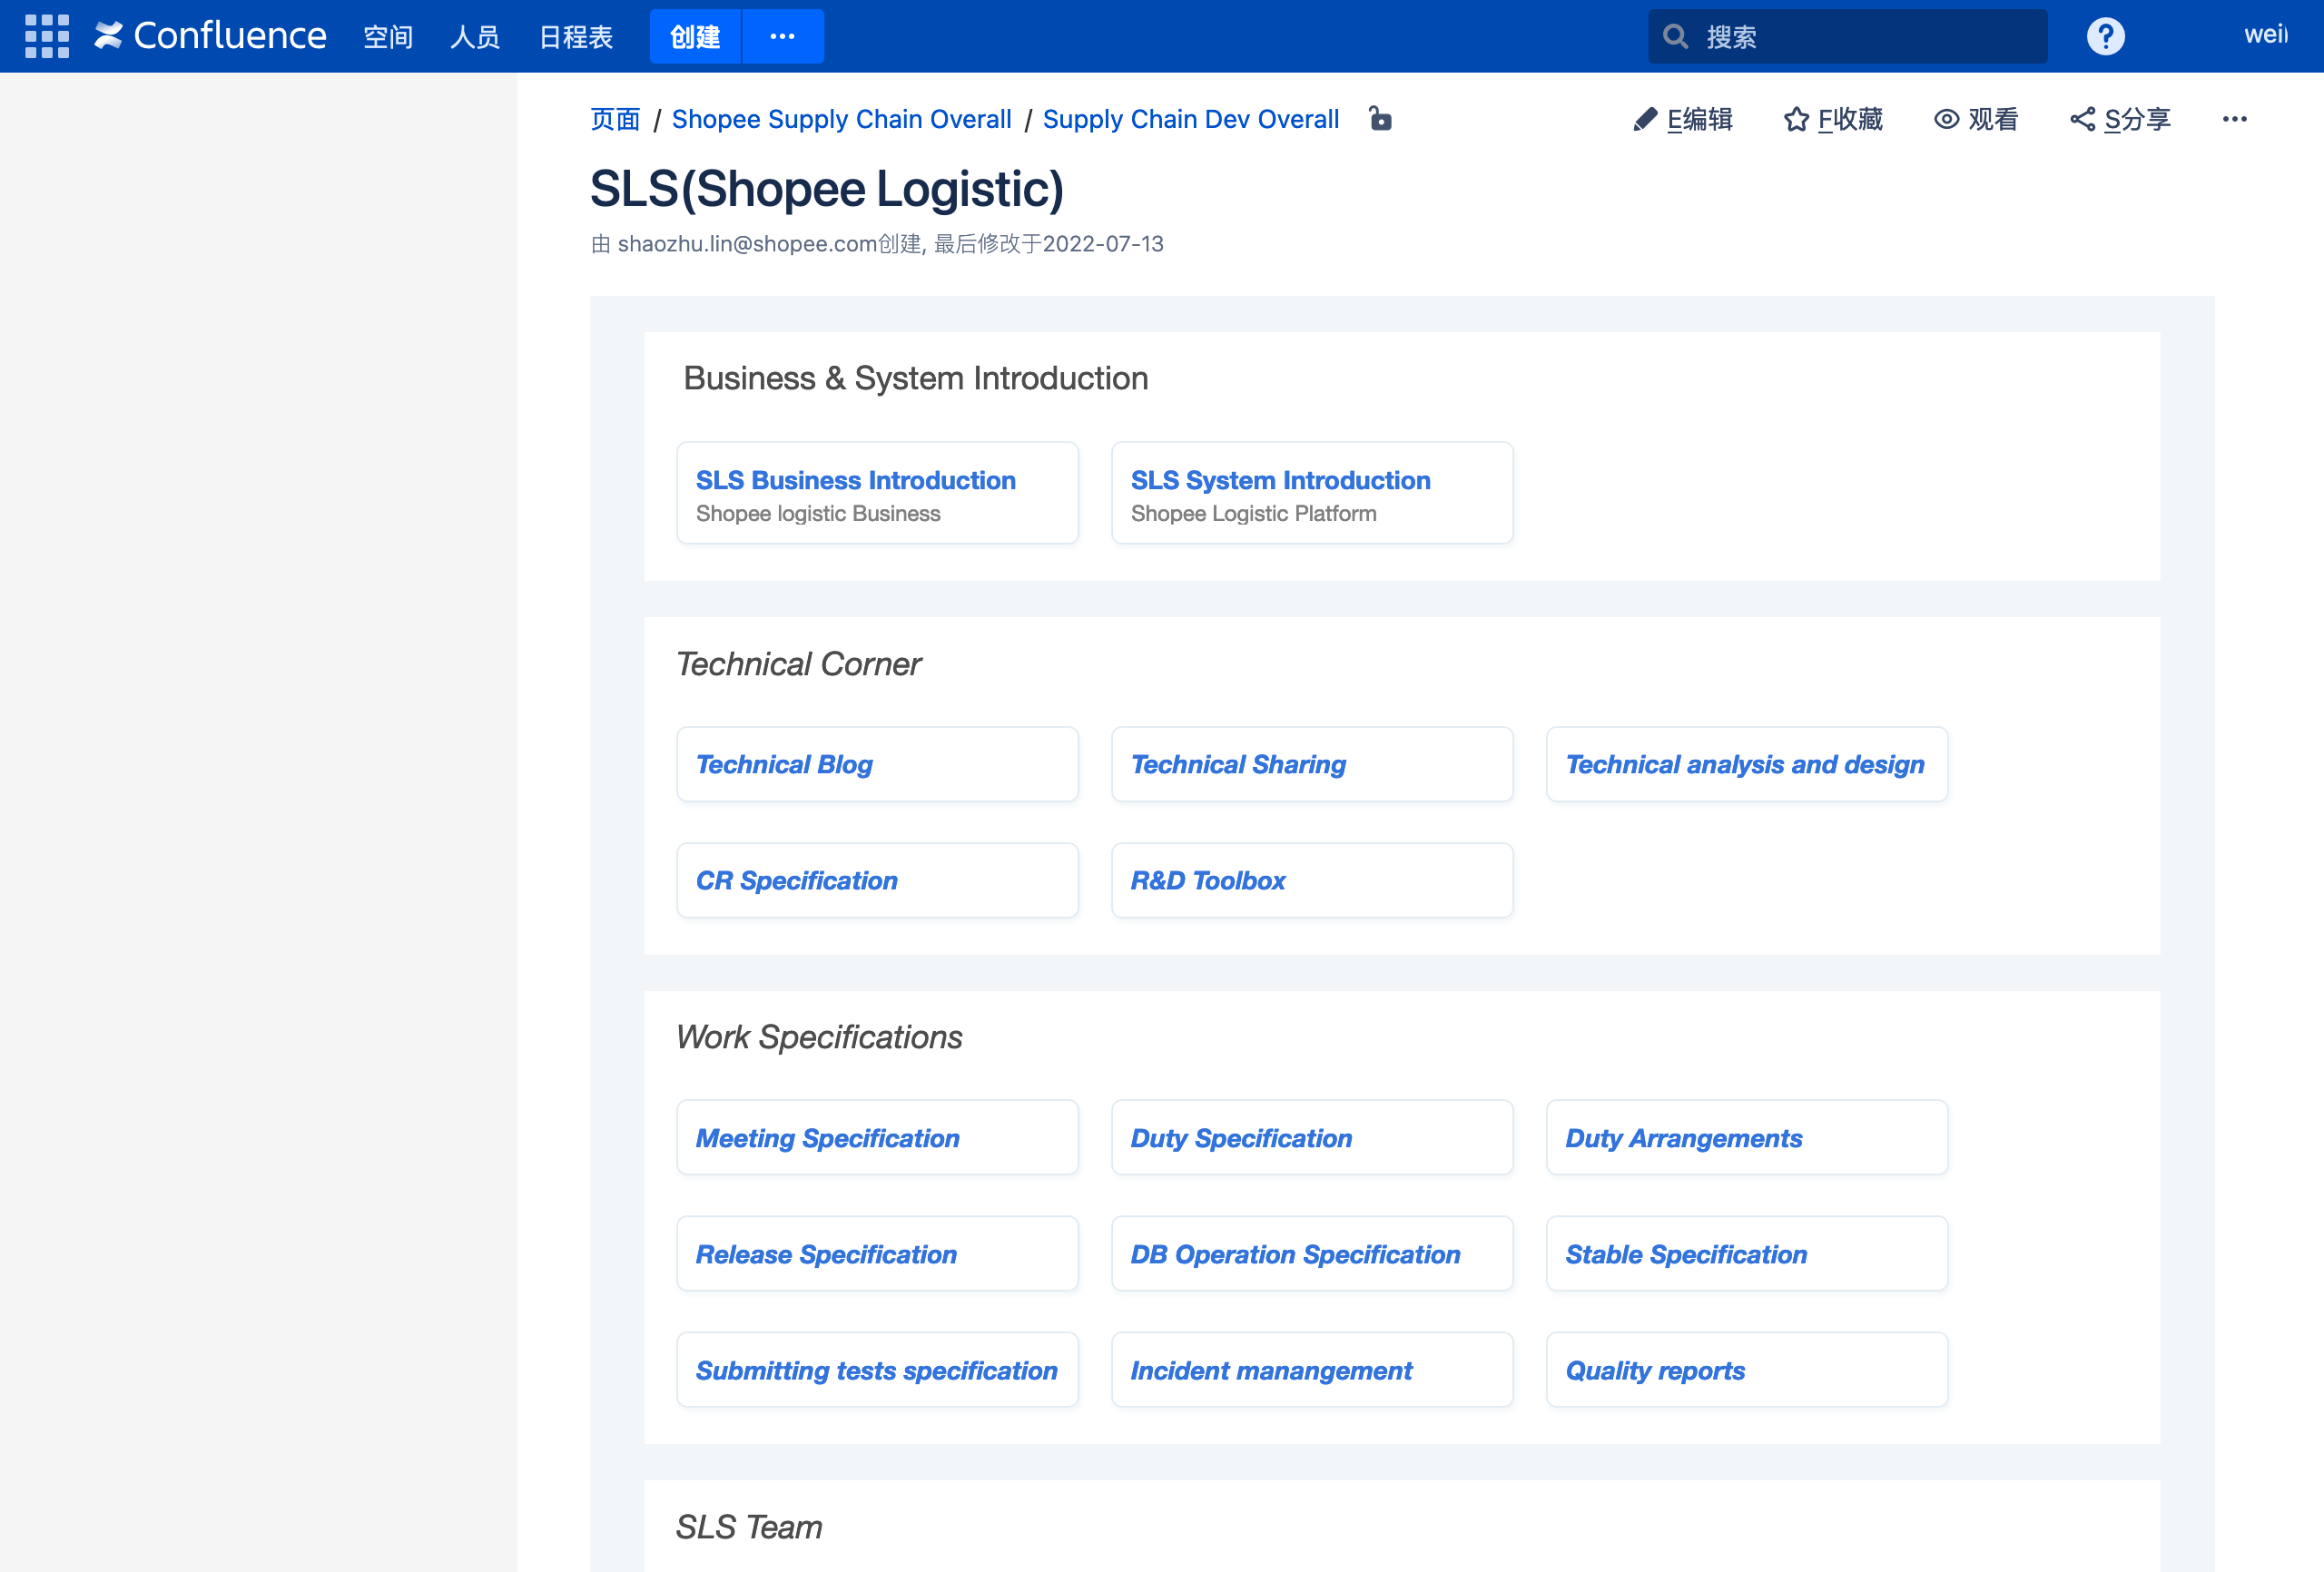 Confluence 空间 人员 日程表 创建 ··· 搜索 ? wei
页面 / Shopee Supply Chain Overall / Supply Chain Dev Overall E编辑 F收藏 观看 S分享 ···
SLS(Shopee Logistic)
由 shaozhu.lin@shopee.com创建, 最后修改于2022-07-13
Business & System Introduction
SLS Business Introduction SLS System Introduction
Shopee logistic Business Shopee Logistic Platform
Technical Corner
Technical Blog Technical Sharing Technical analysis and design
CR Specification R&D Toolbox
Work Specifications
Meeting Specification Duty Specification Duty Arrangements
Release Specification DB Operation Specification Stable Specification
Submitting tests specification Incident manangement Quality reports
SLS Team